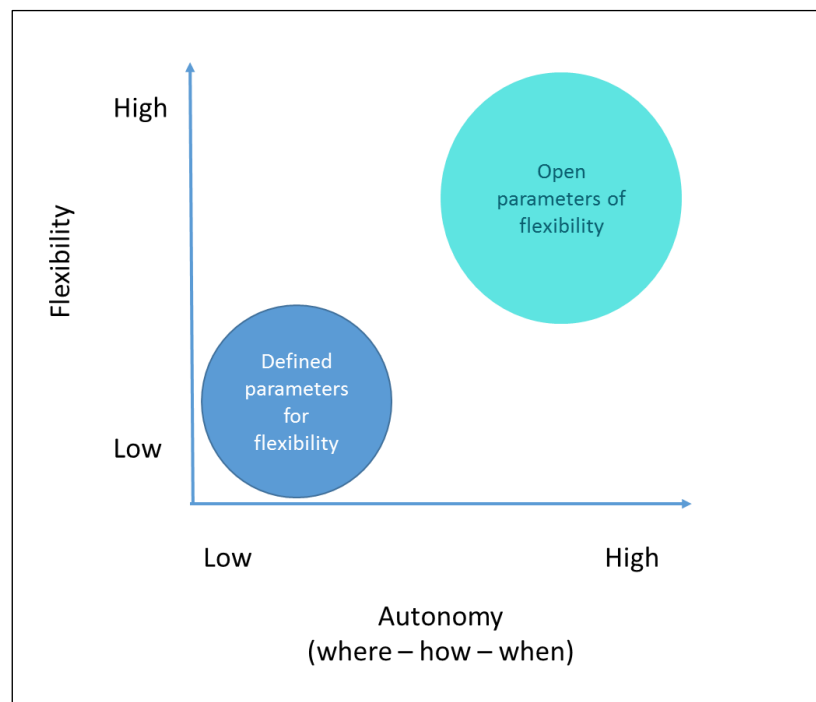 High
Open
parameters of
flexibility
Flexibility
Defined
parameters
for
flexibility
Low
Low
High
Autonomy
(where – how – when)